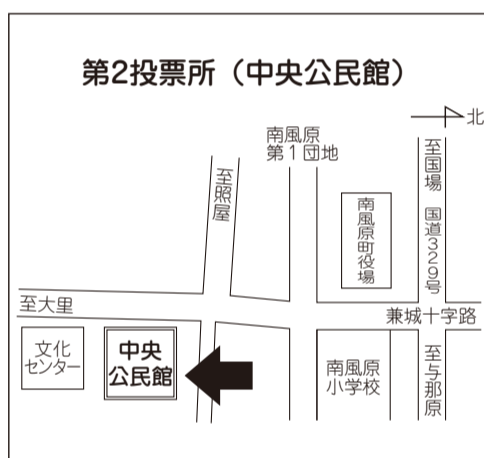 第2投票所（中央公民館）
北
南風原
第1団地
至照屋
至国場
国道329号
南風原町役場
至大里
兼城十字路
文化
センター
中央
公民館
南風原
小学校
至与那原